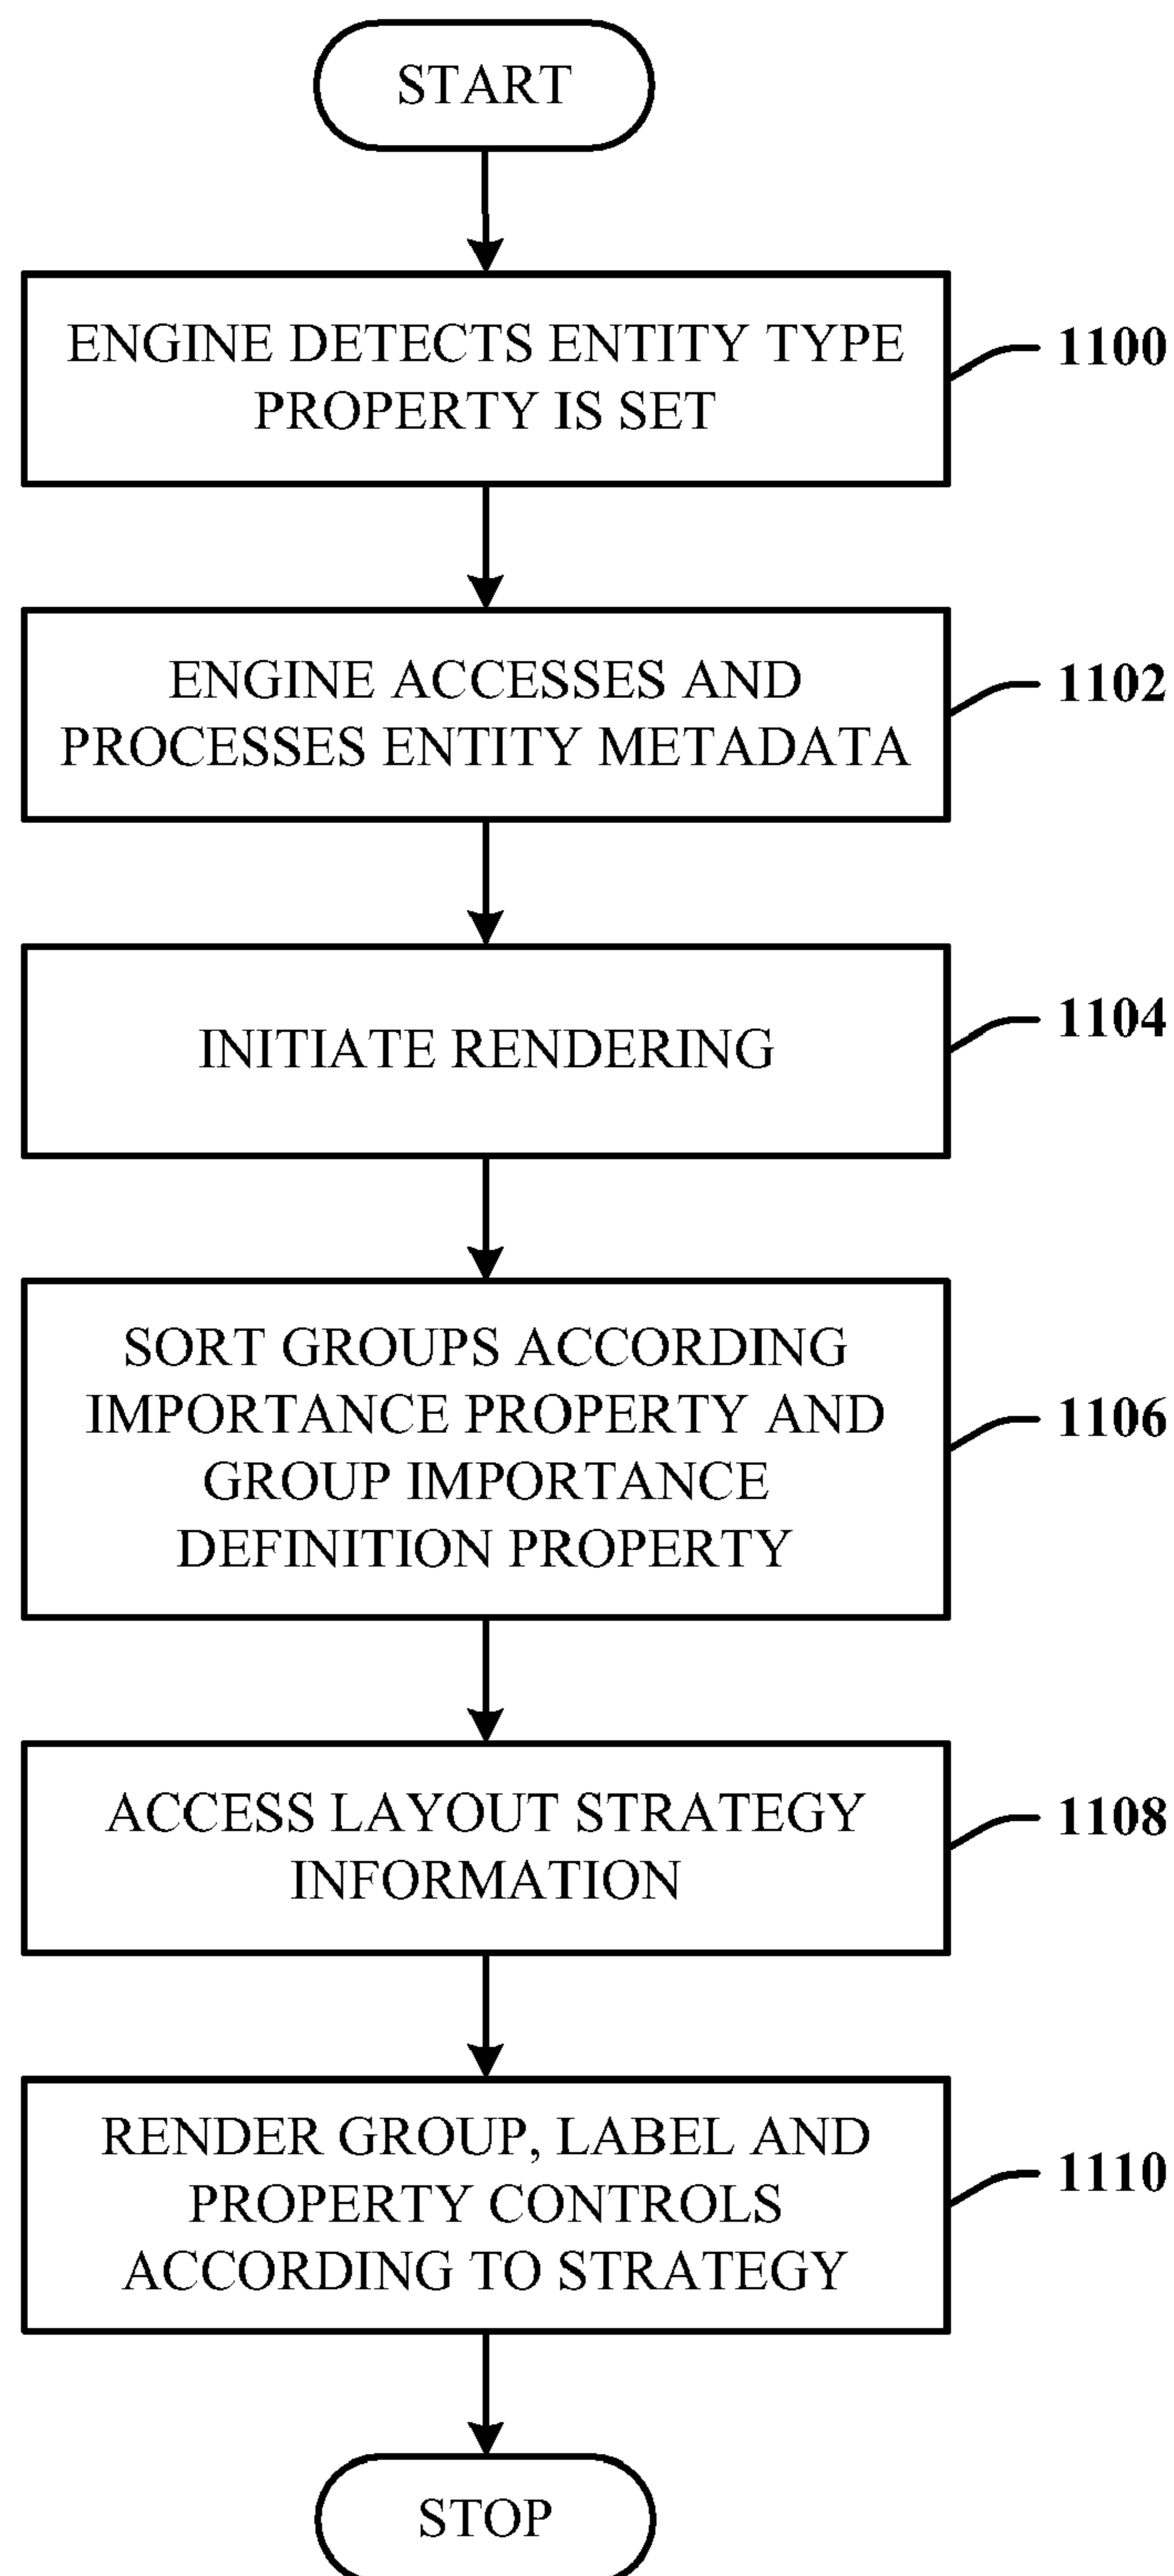 START
ENGINE DETECTS ENTITY TYPE
PROPERTY IS SET
1100
ENGINE ACCESSES AND
PROCESSES ENTITY METADATA
1102
INITIATE RENDERING
1104
SORT GROUPS ACCORDING
IMPORTANCE PROPERTY AND
GROUP IMPORTANCE
DEFINITION PROPERTY
1106
ACCESS LAYOUT STRATEGY
INFORMATION
1108
RENDER GROUP, LABEL AND
PROPERTY CONTROLS
ACCORDING TO STRATEGY
1110
STOP